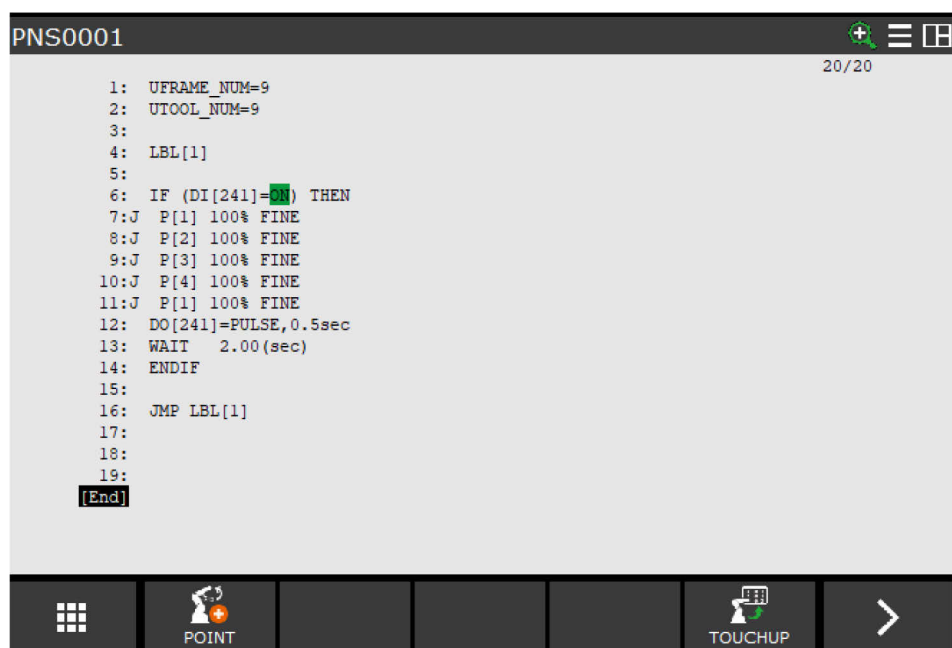 PNS0001
20/20
1: UFRAME_NUM=9
2: UTOOL_NUM=9
3:
4: LBL[1]
5:
6: IF (DI[241]=ON) THEN
7:J P[1] 100% FINE
8:J P[2] 100% FINE
9:J P[3] 100% FINE
10:J P[4] 100% FINE
11:J P[1] 100% FINE
12: DO[241]=PULSE,0.5sec
13: WAIT 2.00(sec)
14: ENDIF
15:
16: JMP LBL[1]
17:
18:
19:
[End]
POINT
TOUCHUP